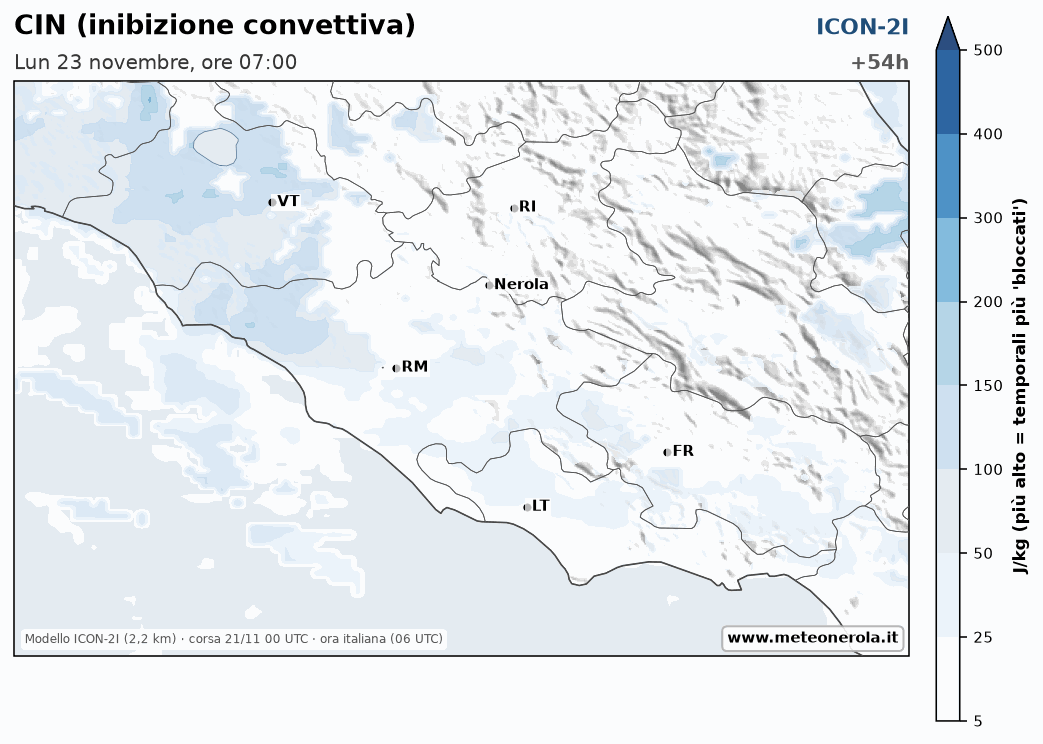 CIN (inibizione convettiva)
ICON-2I
Lun 23 novembre, ore 07:00
+54h
500
400
300
200
150
100
50
25
5
J/kg (più alto = temporali più 'bloccati')
VT
RI
Nerola
RM
FR
LT
Modello ICON-2I (2,2 km) · corsa 21/11 00 UTC · ora italiana (06 UTC)
www.meteonerola.it